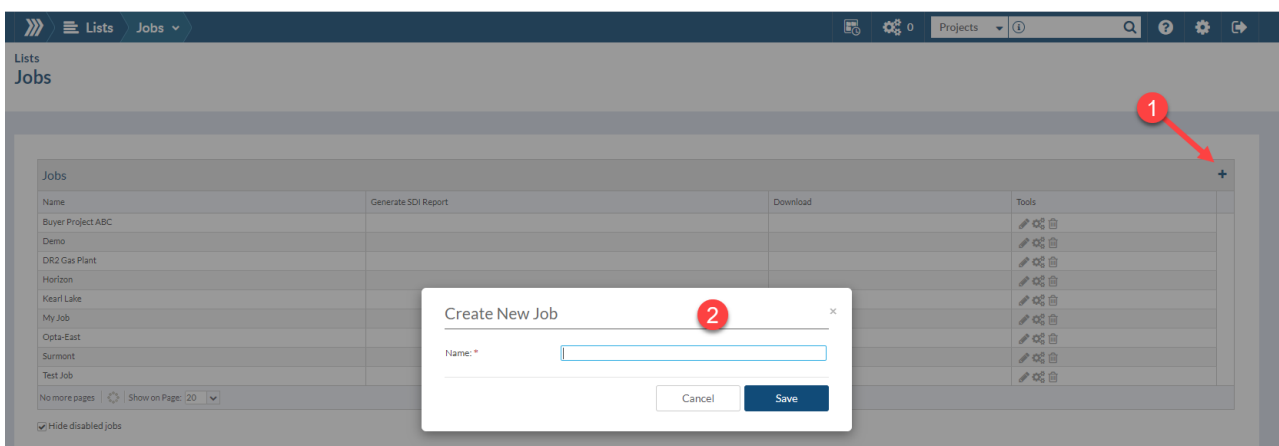 Lists Jobs 0 Projects
Lists
Jobs
1
Jobs +
Name Generate SDI Report Download Tools
Buyer Project ABC
Demo
DR2 Gas Plant
Horizon
Kearl Lake
My Job
Opta-East
Surmont
Test Job
No more pages Show on Page: 20
Hide disabled jobs
Create New Job 2 ×
Name: *
Cancel Save